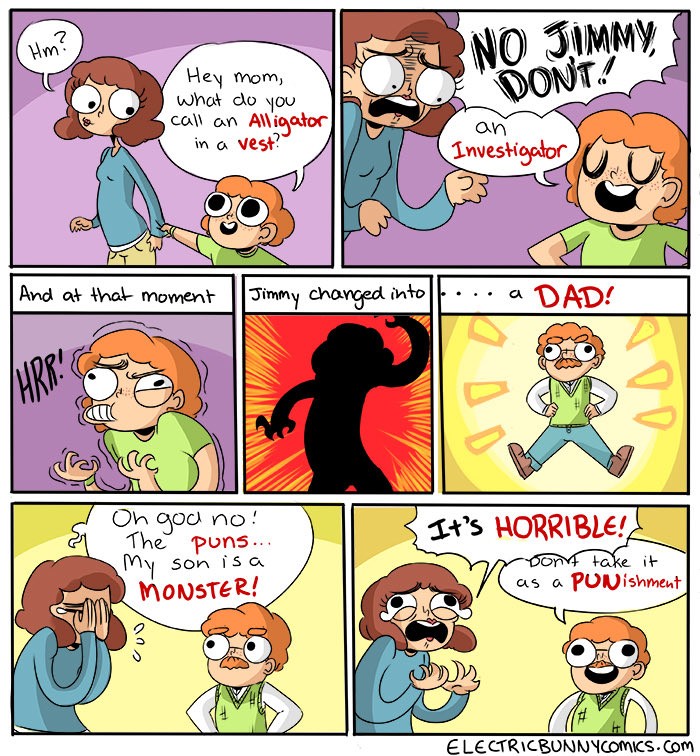 Hm?
Hey mom,
what do you
call an Alligator
in a vest?
NO JIMMY,
DON'T!
an
Investigator
And at that moment
HRR!
Jimmy changed into
.... a DAD!
Oh god no!
The puns...
My son is a
MONSTER!
It's HORRIBLE!
Don't take it
as a PUNishment
ELECTRICBUNNYCOMICS.COM